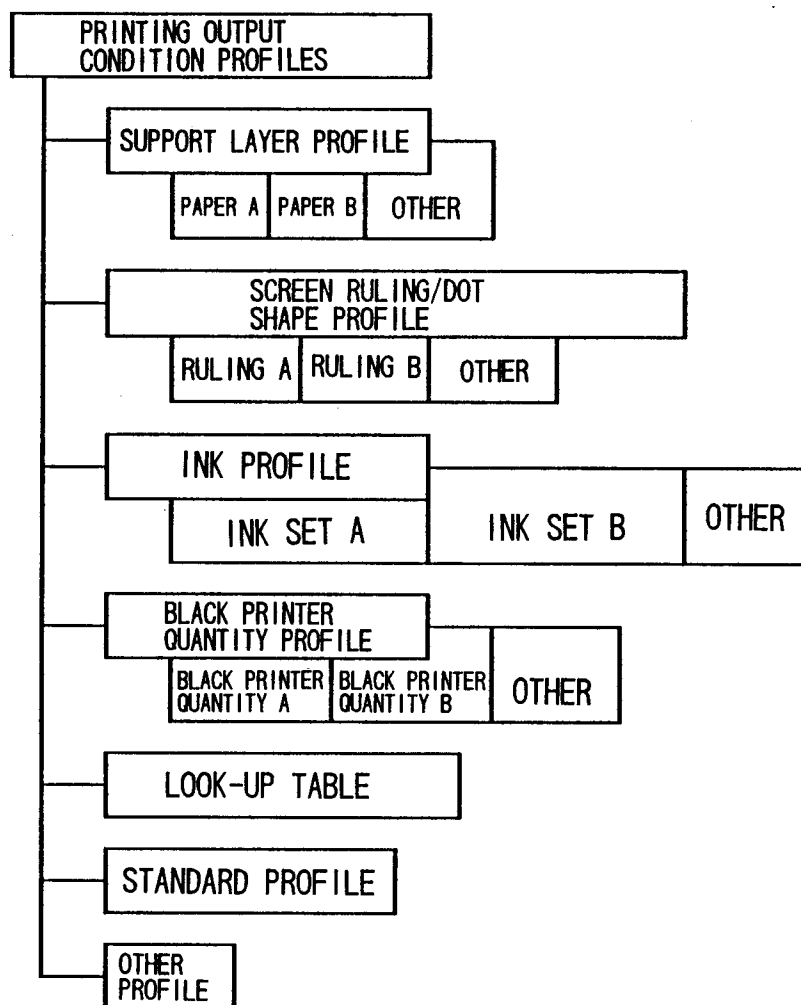 PRINTING OUTPUT
CONDITION PROFILES
SUPPORT LAYER PROFILE
PAPER A
PAPER B
OTHER
SCREEN RULING/DOT
SHAPE PROFILE
RULING A
RULING B
OTHER
INK PROFILE
INK SET A
INK SET B
OTHER
BLACK PRINTER
QUANTITY PROFILE
BLACK PRINTER
QUANTITY A
BLACK PRINTER
QUANTITY B
OTHER
LOOK-UP TABLE
STANDARD PROFILE
OTHER
PROFILE